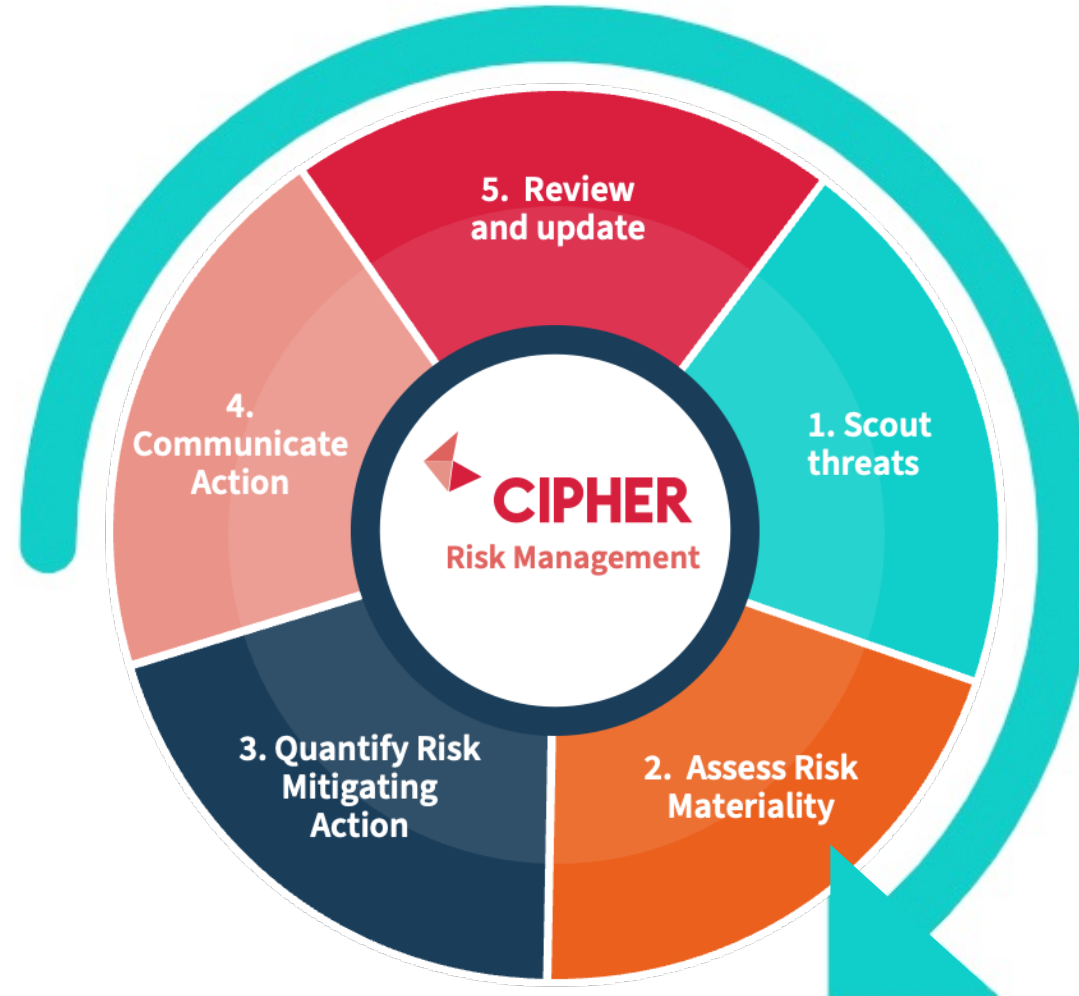 5. Review
and update
1. Scout
threats
2. Assess Risk
Materiality
3. Quantify Risk
Mitigating
Action
4.
Communicate
Action
CIPHER
Risk Management